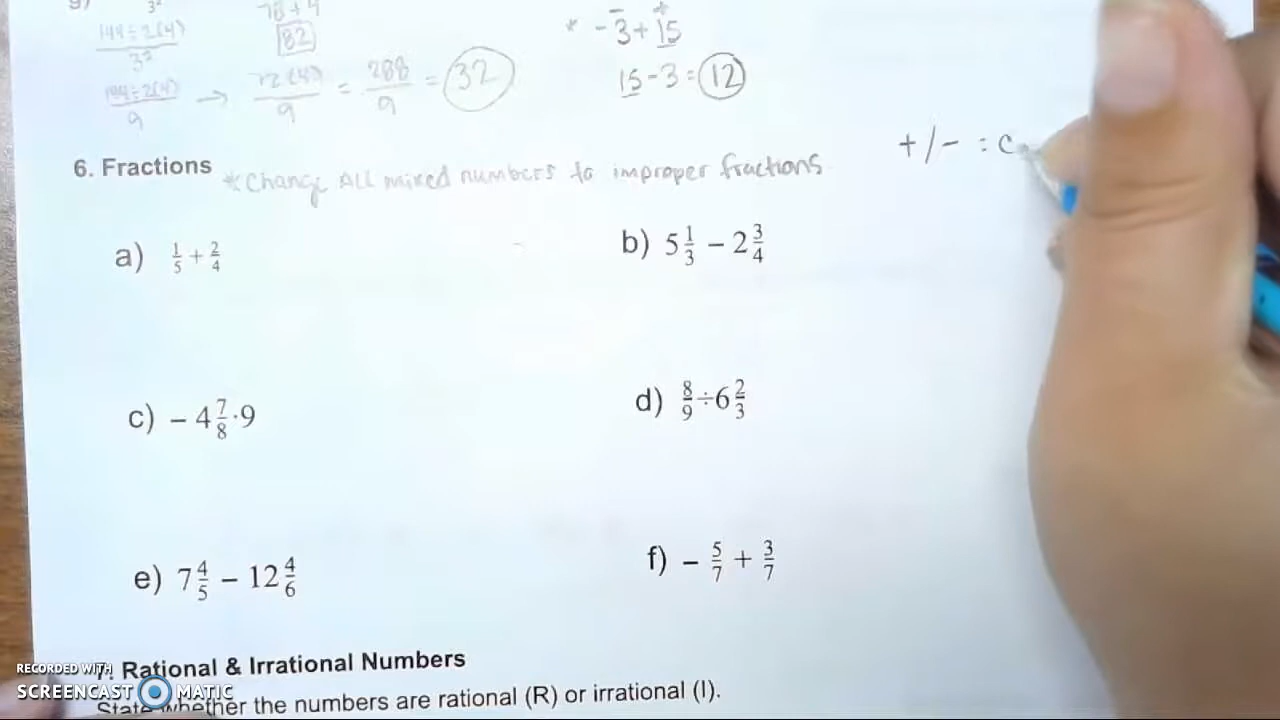 g)
3²
78 + 4
144 ÷ 2(4)
3²
82
* - 3 + 15
144 ÷ 2(4)
9
→ 72(4)
9
= 288
9
= 32
15 - 3 = 12
+/- : c
6. Fractions *Change All mixed numbers to improper fractions
a) 1/5 + 2/4
b) 5 1/3 − 2 3/4
c) − 4 7/8 · 9
d) 8/9 ÷ 6 2/3
e) 7 4/5 − 12 4/6
f) − 5/7 + 3/7
7. Rational & Irrational Numbers
State whether the numbers are rational (R) or irrational (I).
RECORDED WITH
SCREENCAST MATIC